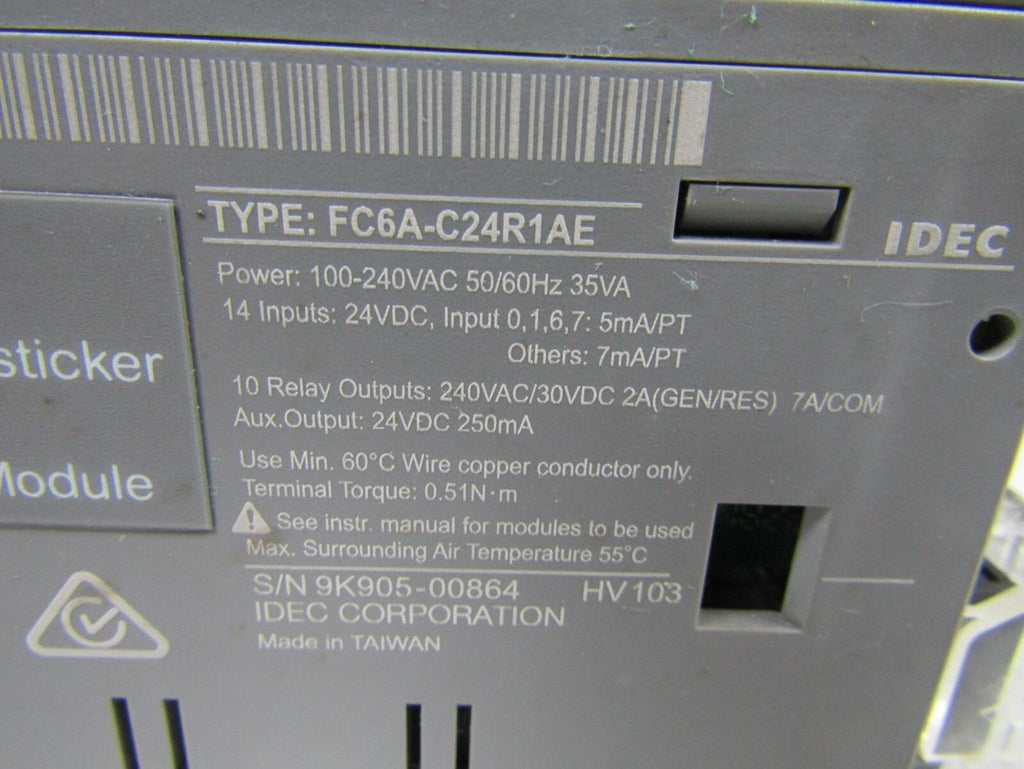 TYPE: FC6A-C24R1AE
IDEC
Power: 100-240VAC 50/60Hz 35VA
14 Inputs: 24VDC, Input 0,1,6,7: 5mA/PT
Others: 7mA/PT
10 Relay Outputs: 240VAC/30VDC 2A(GEN/RES) 7A/COM
Aux.Output: 24VDC 250mA
Use Min. 60°C Wire copper conductor only.
Terminal Torque: 0.51N·m
See instr. manual for modules to be used
Max. Surrounding Air Temperature 55°C
S/N 9K905-00864 HV 103
IDEC CORPORATION
Made in TAIWAN
sticker
Module